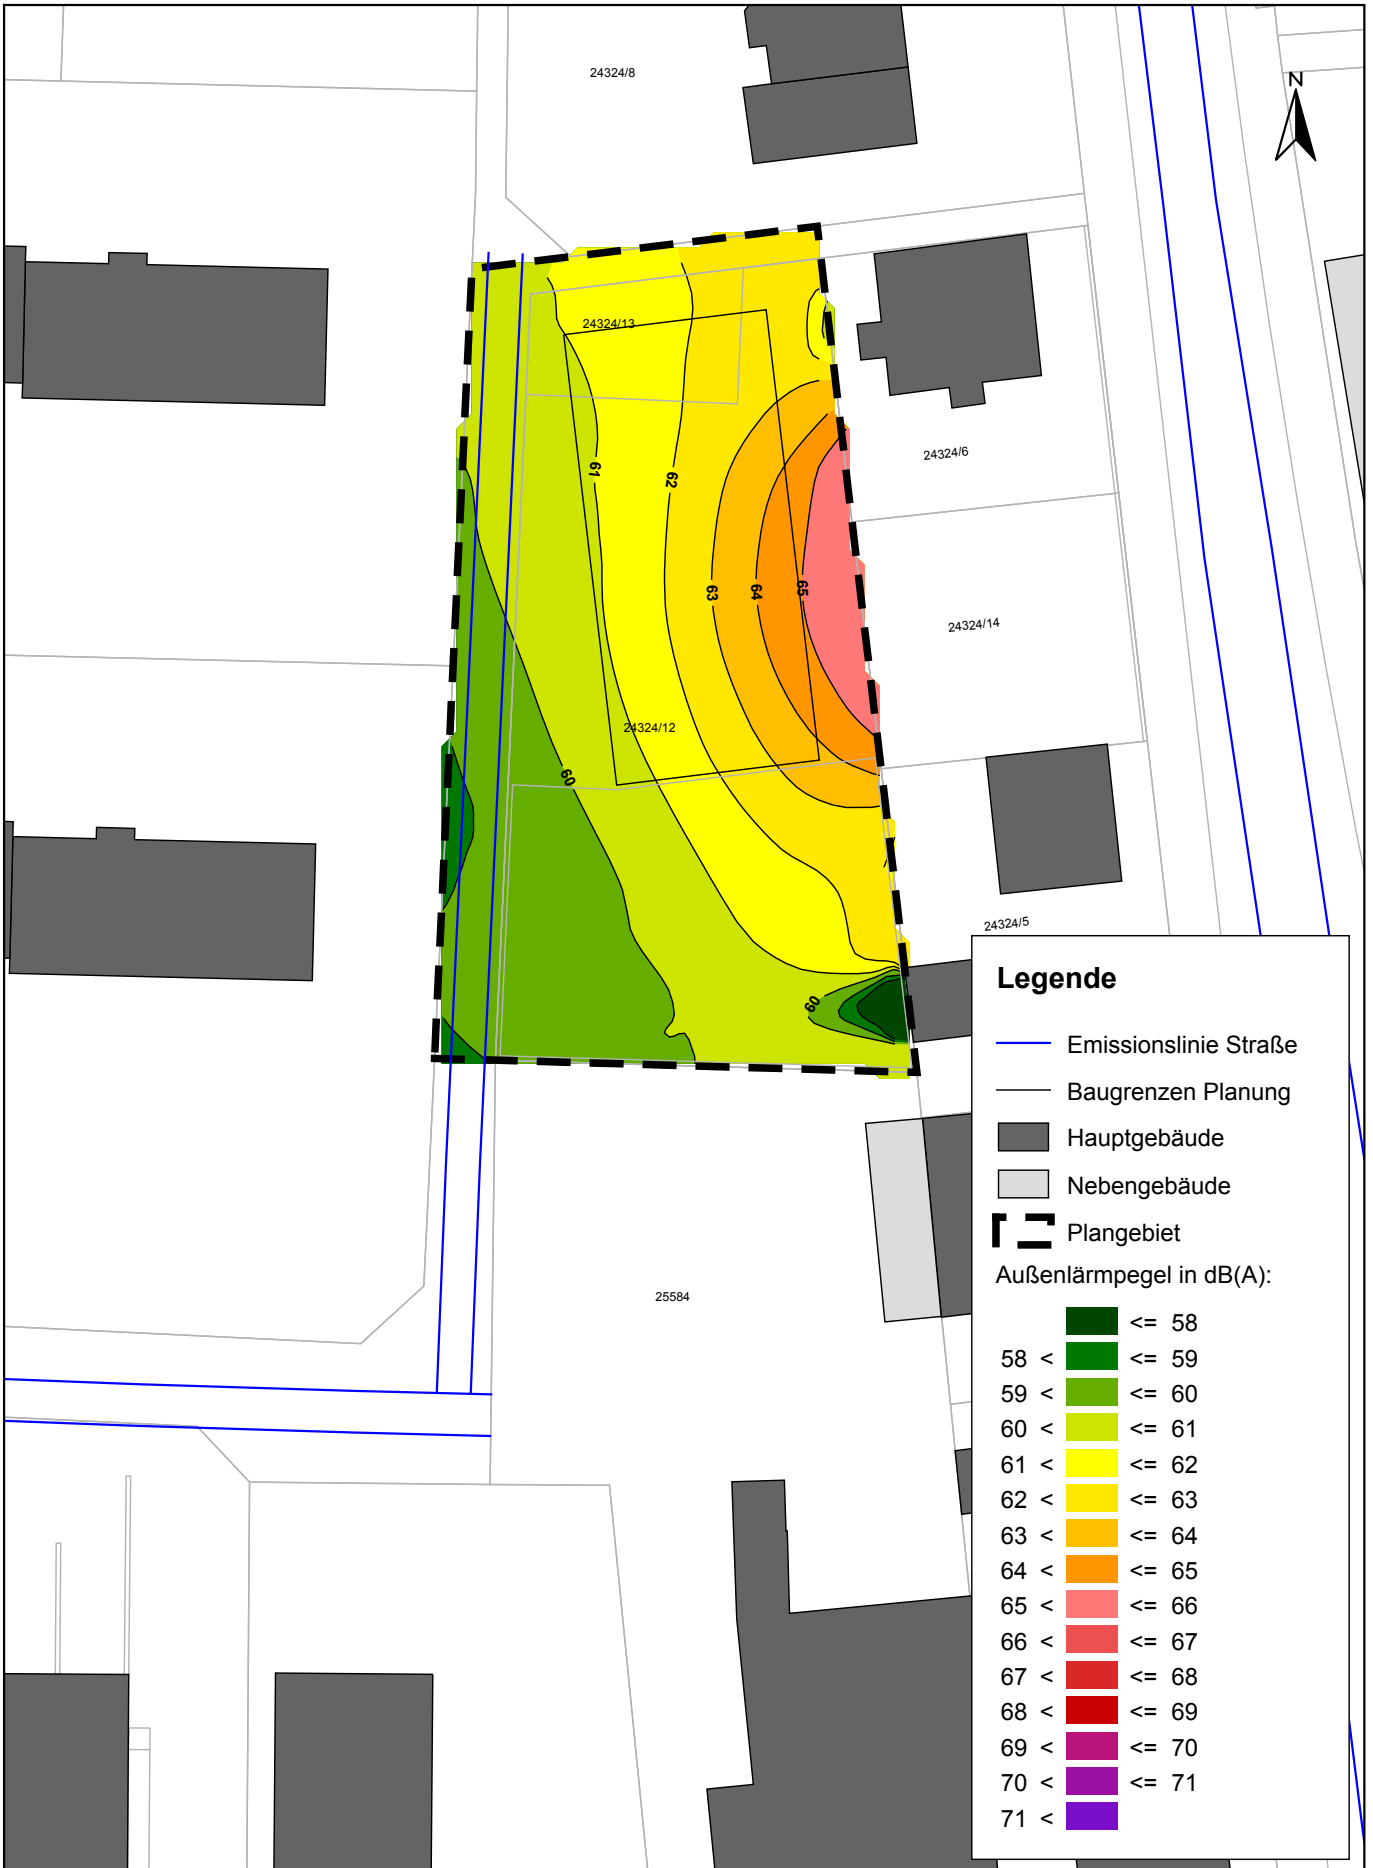 24324/8
N
24324/13
24324/6
61
62
63
64
65
24324/14
24324/12
60
24324/5
60
25584
Legende
Emissionslinie Straße
Baugrenzen Planung
Hauptgebäude
Nebengebäude
Plangebiet
Außenlärmpegel in dB(A):
<= 58
58 < <= 59
59 < <= 60
60 < <= 61
61 < <= 62
62 < <= 63
63 < <= 64
64 < <= 65
65 < <= 66
66 < <= 67
67 < <= 68
68 < <= 69
69 < <= 70
70 < <= 71
71 <